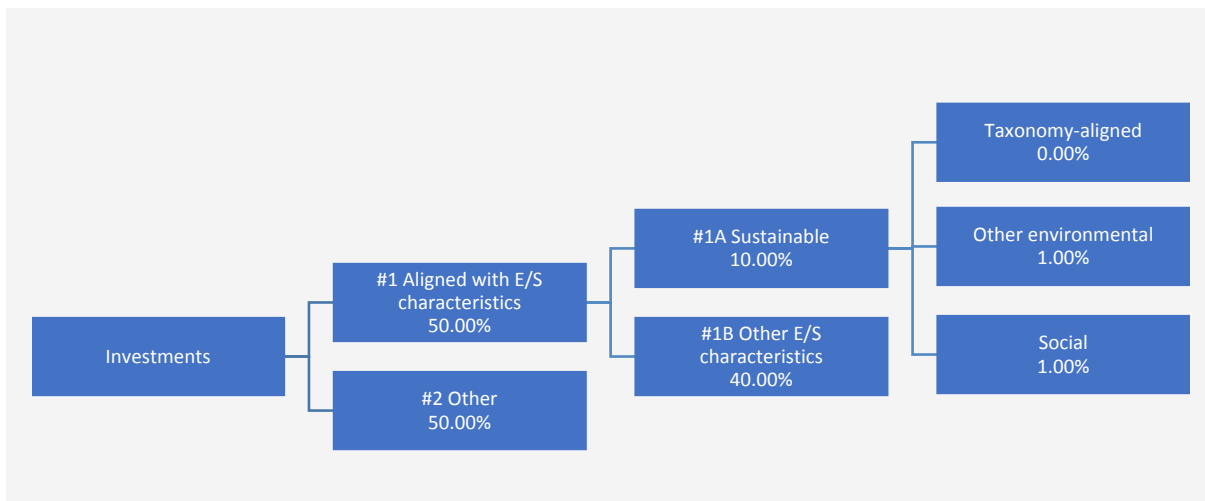 Investments
#1 Aligned with E/S
characteristics
50.00%
#2 Other
50.00%
#1A Sustainable
10.00%
#1B Other E/S
characteristics
40.00%
Taxonomy-aligned
0.00%
Other environmental
1.00%
Social
1.00%